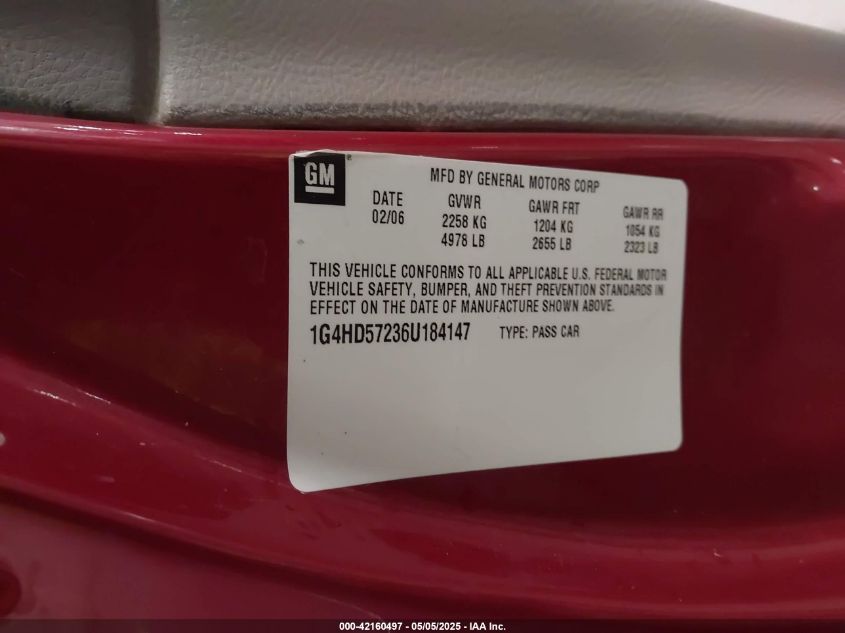 GM
MFD BY GENERAL MOTORS CORP
DATE GVWR GAWR FRT GAWR RR
02/06 2258 KG 1204 KG 1054 KG
4978 LB 2655 LB 2323 LB
THIS VEHICLE CONFORMS TO ALL APPLICABLE U.S. FEDERAL MOTOR
VEHICLE SAFETY, BUMPER, AND THEFT PREVENTION STANDARDS IN
EFFECT ON THE DATE OF MANUFACTURE SHOWN ABOVE.
1G4HD57236U184147 TYPE: PASS CAR
000-42160497 - 05/05/2025 - IAA Inc.